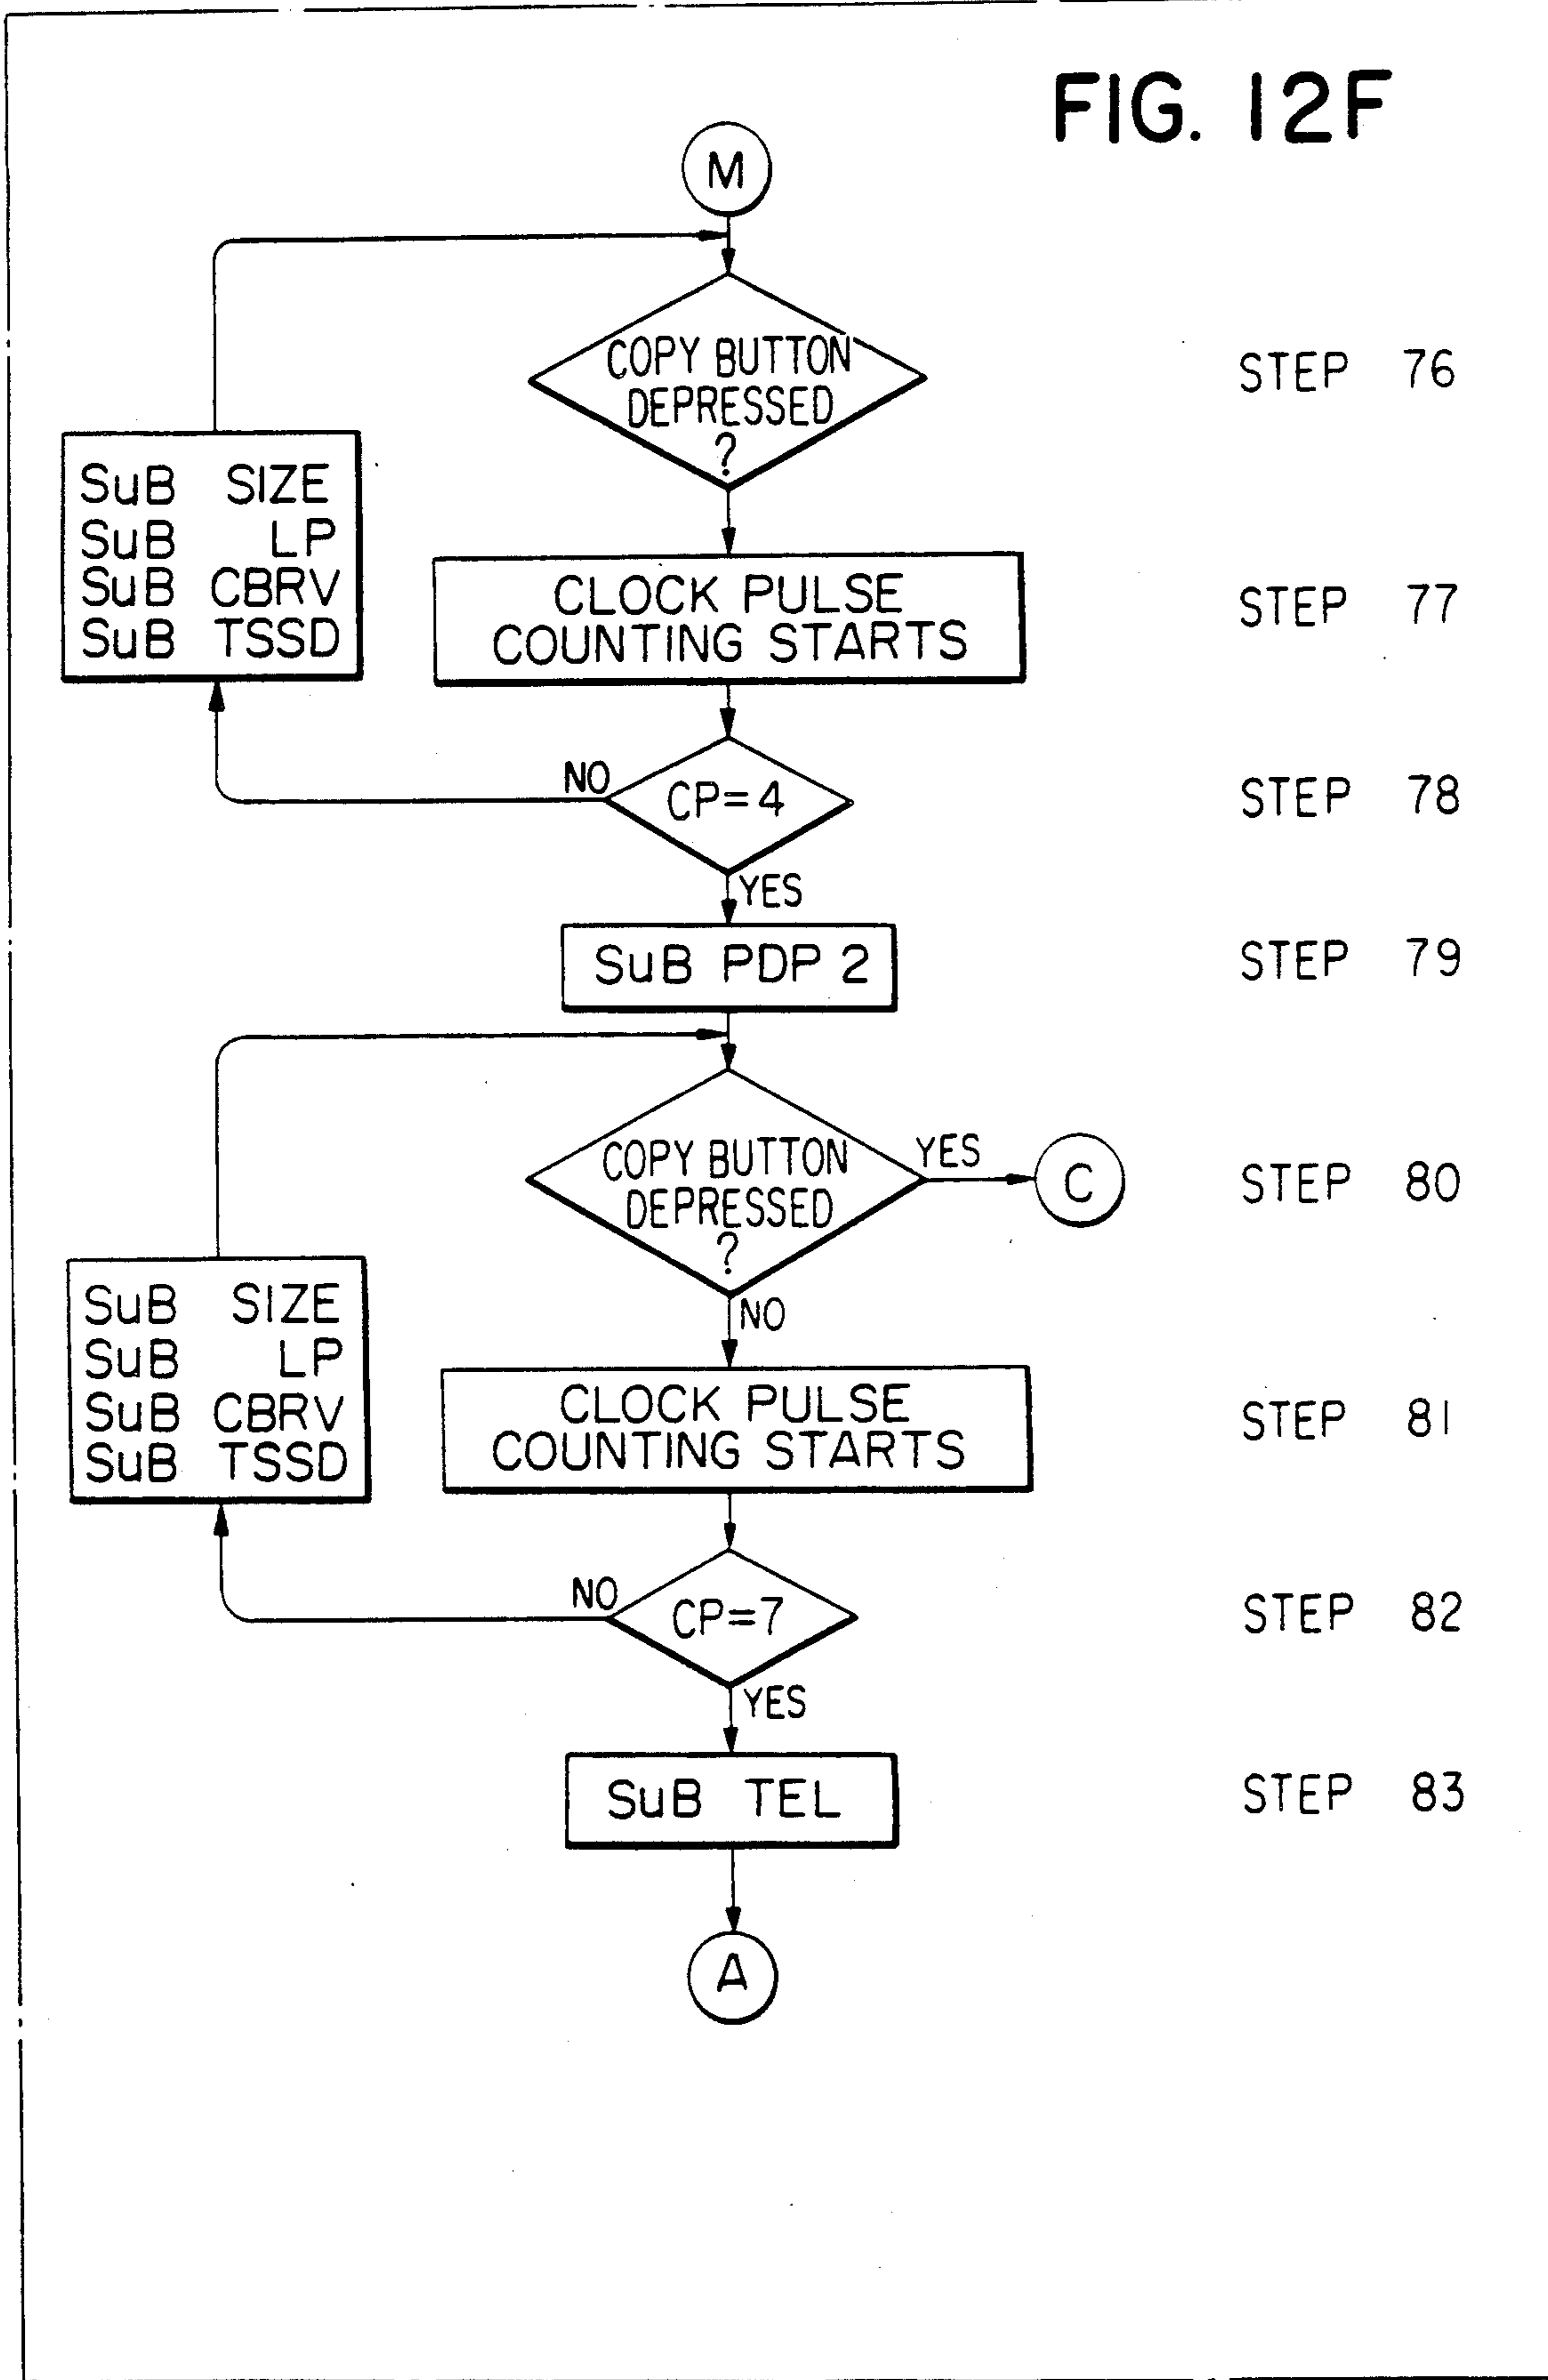 FIG. 12F
M
COPY BUTTON
DEPRESSED
?
STEP 76
SuB SIZE
SuB LP
SuB CBRV
SuB TSSD
CLOCK PULSE
COUNTING STARTS
STEP 77
NO
CP=4
STEP 78
YES
SuB PDP 2
STEP 79
COPY BUTTON
DEPRESSED
?
YES
C
STEP 80
NO
SuB SIZE
SuB LP
SuB CBRV
SuB TSSD
CLOCK PULSE
COUNTING STARTS
STEP 81
NO
CP=7
STEP 82
YES
SuB TEL
STEP 83
A